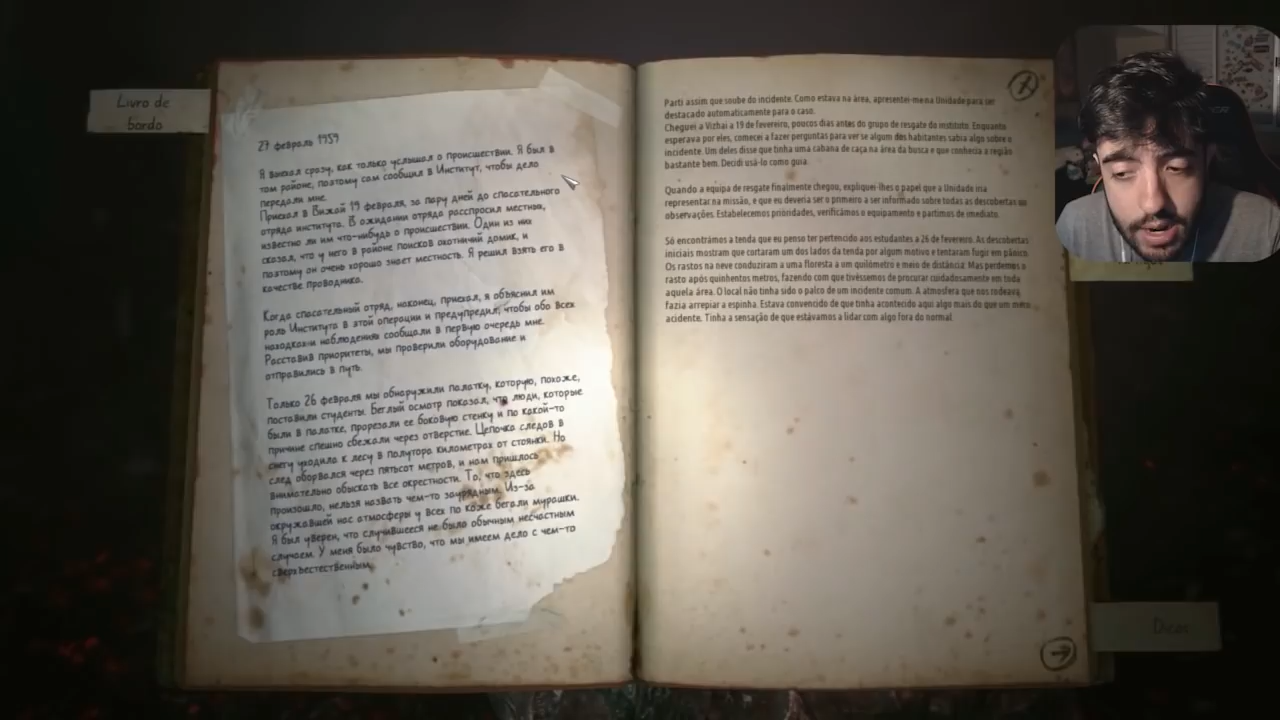 Livro de
bordo
27 февраль 1959
Я выехал сразу, как только услышал о происшествии. Я был в
том районе, поэтому сам сообщил в Институт, чтобы дело
передали мне.
Приехал в Вижай 19 февраля, за пару дней до спасательного
отряда института. В ожидании отряда расспросил местных,
известно ли им что-нибудь о происшествии. Один из них
сказал, что у него в районе поисков охотничий домик, и
поэтому он очень хорошо знает местность. Я решил взять его в
качестве проводника.
Когда спасательный отряд, наконец, приехал, я объяснил им
роль Института в этой операции и предупредил, чтобы обо всех
находках и наблюдениях сообщали в первую очередь мне.
Расставив приоритеты, мы проверили оборудование и
отправились в путь.
Только 26 февраля мы обнаружили палатку, которую, похоже,
поставили студенты. Беглый осмотр показал, что люди, которые
были в палатке, прорезали ее боковую стенку и по какой-то
причине спешно сбежали через отверстие. Цепочка следов в
снегу уходила к лесу в полутора километрах от стоянки. Но
след оборвался через пятьсот метров, и нам пришлось
внимательно обыскать все окрестности. То, что здесь
произошло, нельзя назвать чем-то заурядным. Из-за
окружавшей нас атмосферы у всех по коже бегали мурашки.
Я был уверен, что случившееся не было обычным несчастным
случаем. У меня было чувство, что мы имеем дело с чем-то
сверхъестественным.
Parti assim que soube do incidente. Como estava na área, apresentei-me na Unidade para ser
destacado automaticamente para o caso.
Cheguei a Vizhai a 19 de fevereiro, poucos dias antes do grupo de resgate do instituto. Enquanto
esperava por eles, comecei a fazer perguntas para ver se algum dos habitantes sabia algo sobre o
incidente. Um deles disse que tinha uma cabana de caça na área da busca e que conhecia a região
bastante bem. Decidi usá-lo como guia.
Quando a equipa de resgate finalmente chegou, expliquei-lhes o papel que a Unidade iria
representar na missão, e que eu deveria ser o primeiro a ser informado sobre todas as descobertas ou
observações. Estabelecemos prioridades, verificámos o equipamento e partimos de imediato.
Só encontrámos a tenda que eu penso ter pertencido aos estudantes a 26 de fevereiro. As descobertas
iniciais mostram que cortaram um dos lados da tenda por algum motivo e tentaram fugir em pânico.
Os rastos na neve conduziram a uma floresta a um quilómetro e meio de distância. Mas perdemos o
rasto após quinhentos metros, fazendo com que tivéssemos de procurar cuidadosamente em toda
aquela área. O local não tinha sido o palco de um incidente comum. A atmosfera que nos rodeava
fazia arrepiar a espinha. Estava convencido de que tinha acontecido aqui algo mais do que um mero
acidente. Tinha a sensação de que estávamos a lidar com algo fora do normal.
Dicas